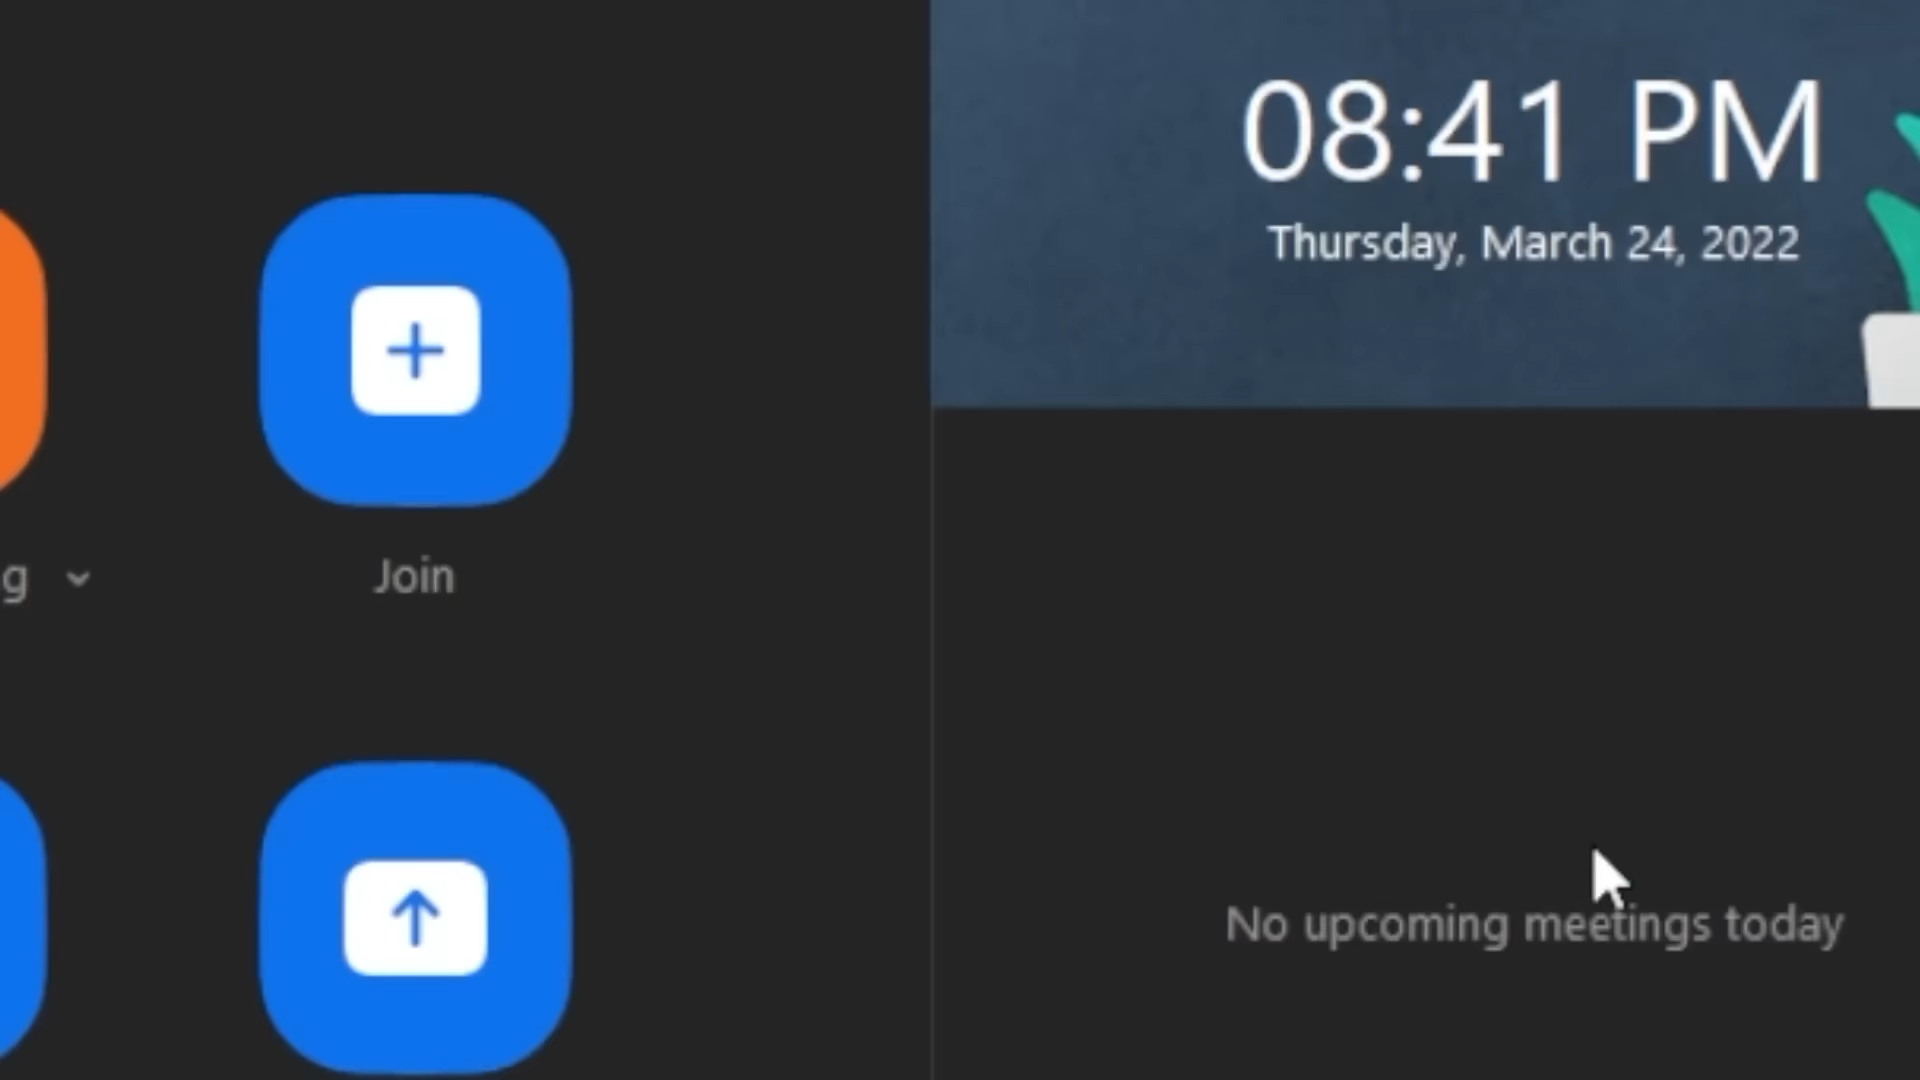 08:41 PM
Thursday, March 24, 2022
g
Join
No upcoming meetings today